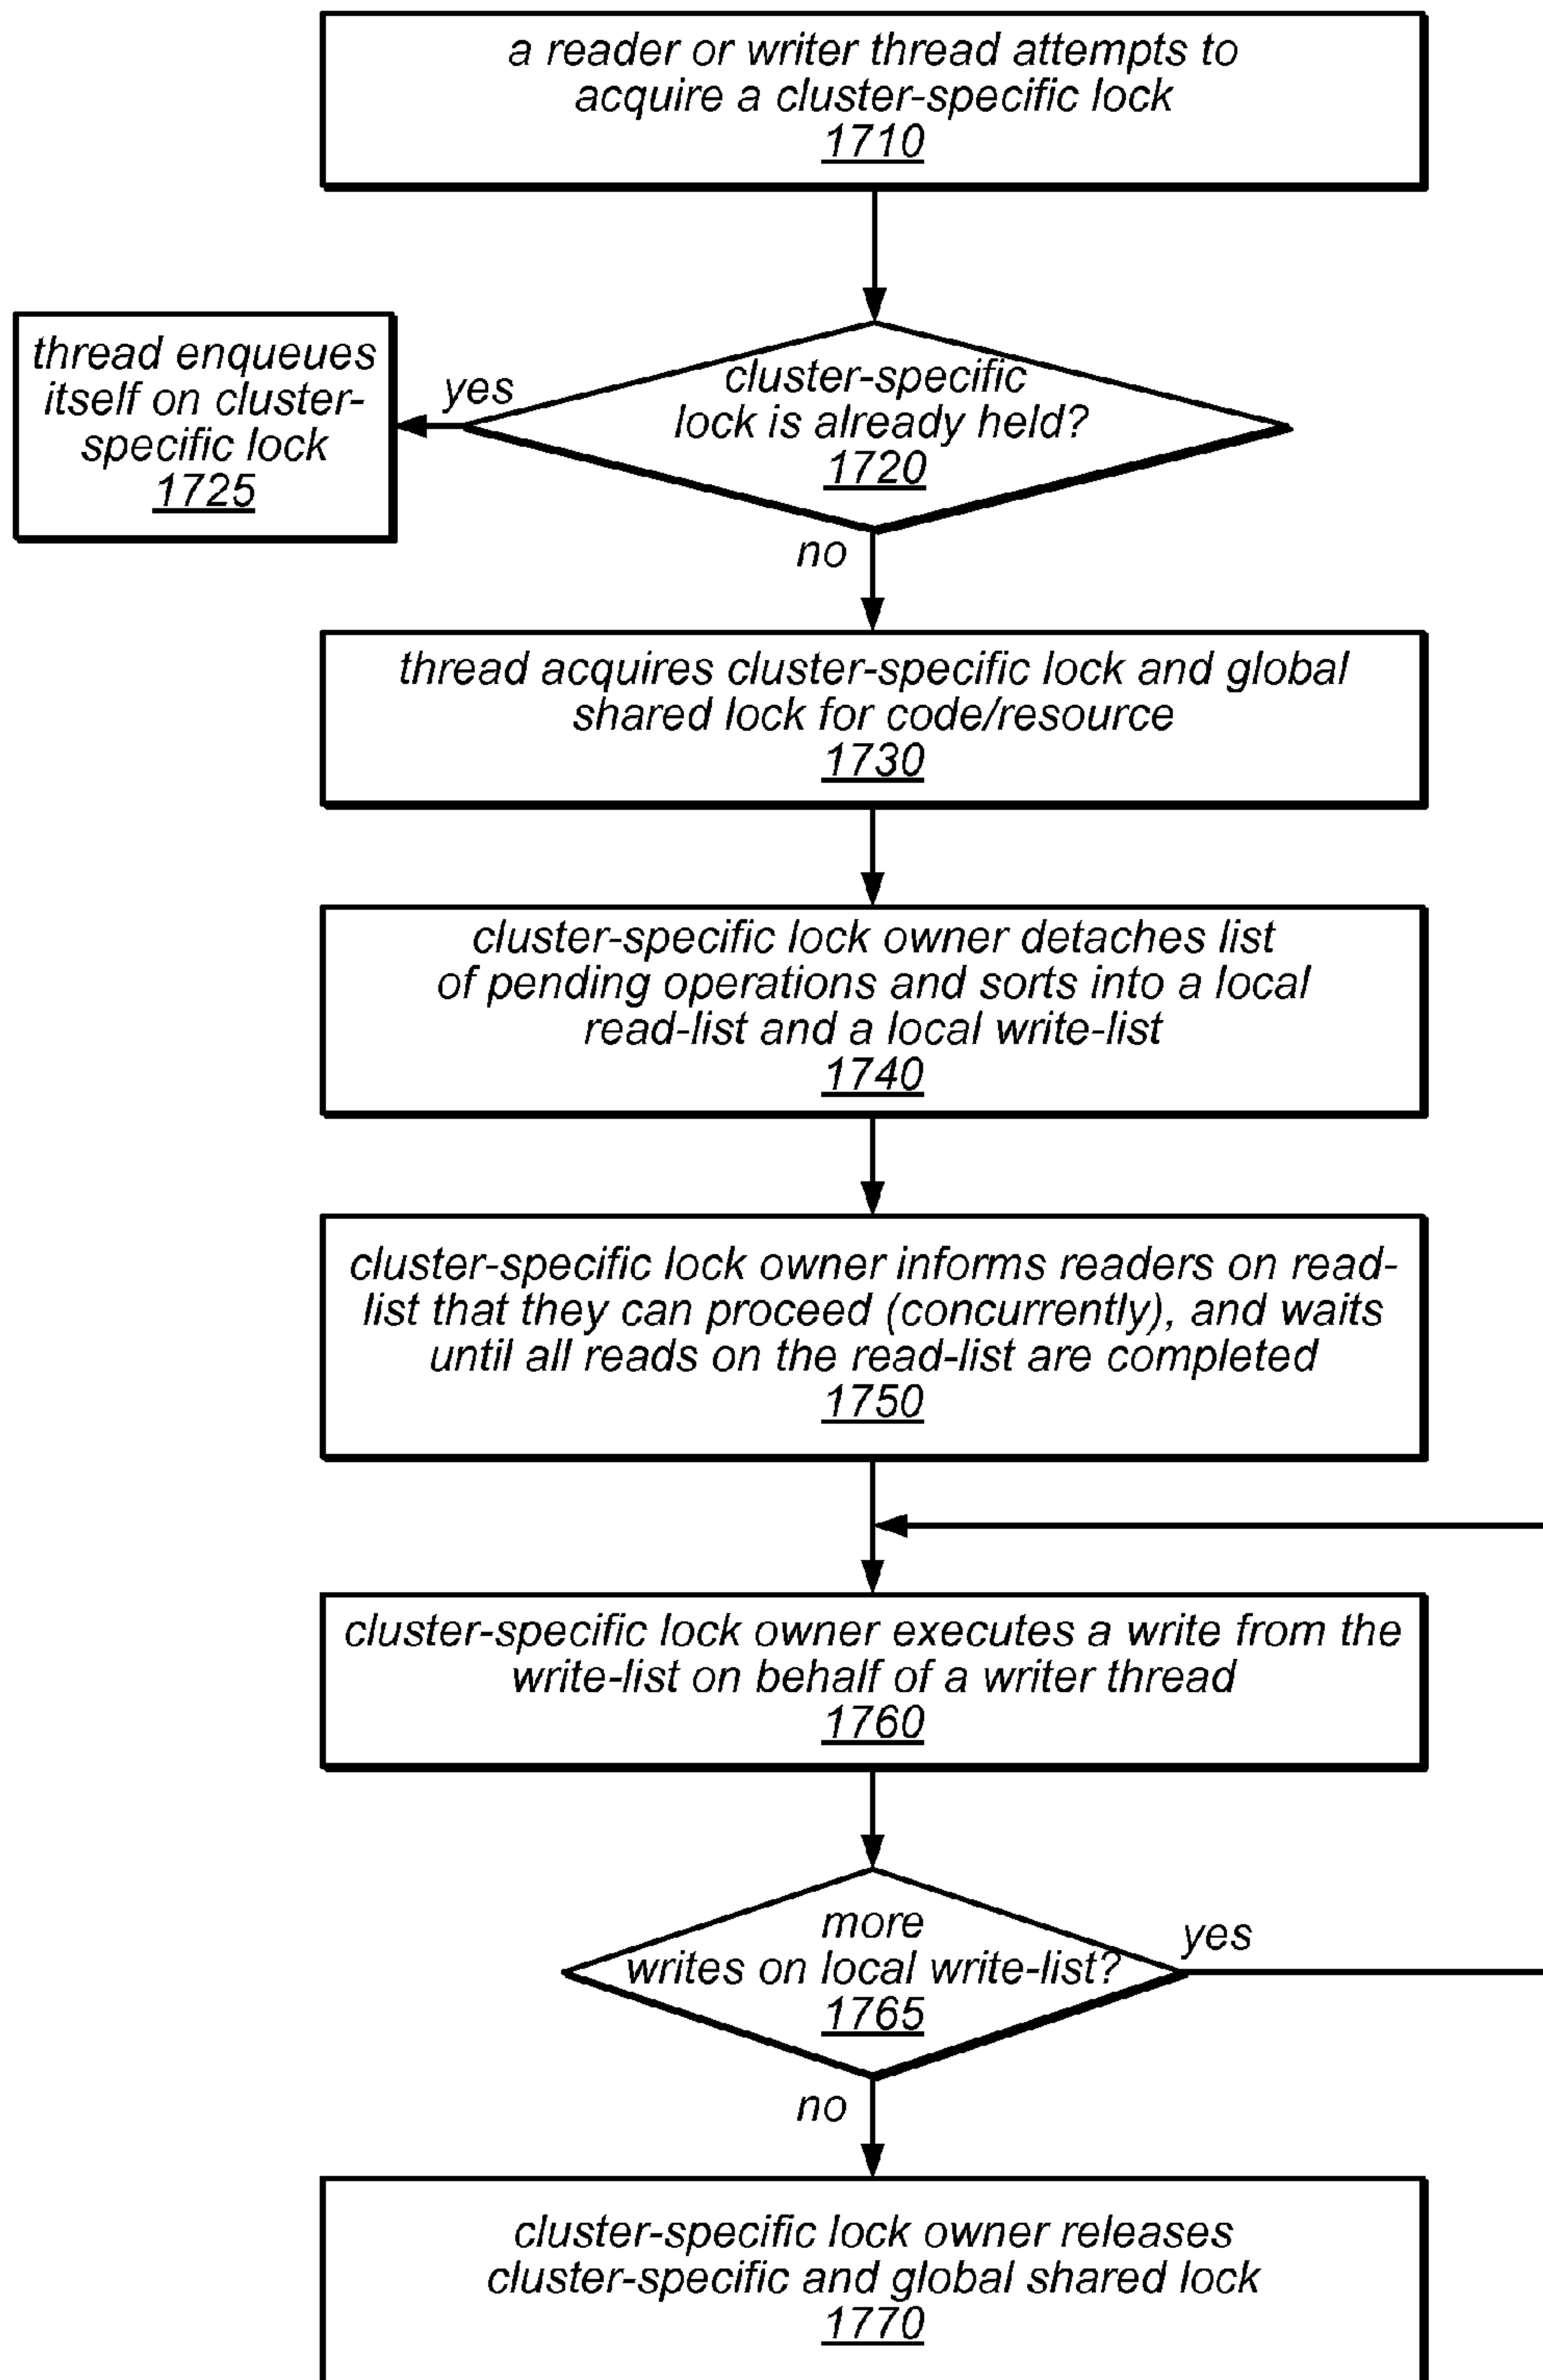 a reader or writer thread attempts to
acquire a cluster-specific lock
1710
thread enqueues
itself on cluster-
specific lock
1725
yes
cluster-specific
lock is already held?
1720
no
thread acquires cluster-specific lock and global
shared lock for code/resource
1730
cluster-specific lock owner detaches list
of pending operations and sorts into a local
read-list and a local write-list
1740
cluster-specific lock owner informs readers on read-
list that they can proceed (concurrently), and waits
until all reads on the read-list are completed
1750
cluster-specific lock owner executes a write from the
write-list on behalf of a writer thread
1760
more
writes on local write-list?
1765
yes
no
cluster-specific lock owner releases
cluster-specific and global shared lock
1770